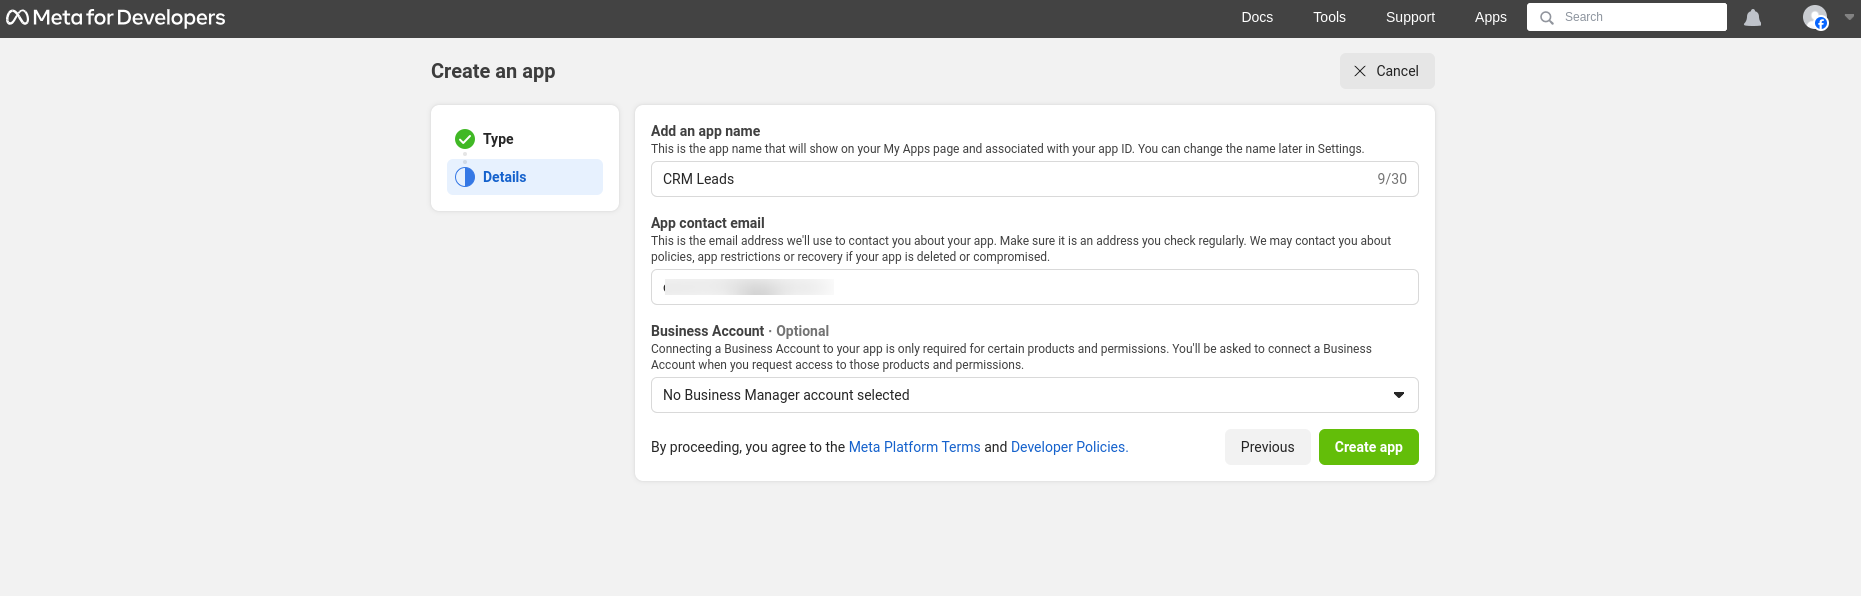 Meta for Developers
Docs
Tools
Support
Apps
Search
Create an app
Cancel
Type
Details
Add an app name
This is the app name that will show on your My Apps page and associated with your app ID. You can change the name later in Settings.
CRM Leads
9/30
App contact email
This is the email address we'll use to contact you about your app. Make sure it is an address you check regularly. We may contact you about
policies, app restrictions or recovery if your app is deleted or compromised.
Business Account · Optional
Connecting a Business Account to your app is only required for certain products and permissions. You'll be asked to connect a Business
Account when you request access to those products and permissions.
No Business Manager account selected
By proceeding, you agree to the Meta Platform Terms and Developer Policies.
Previous
Create app